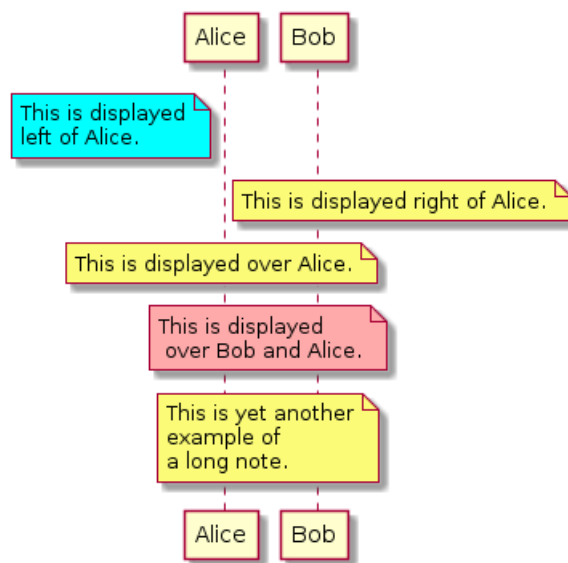 Alice
Bob
This is displayed
left of Alice.
This is displayed right of Alice.
This is displayed over Alice.
This is displayed
over Bob and Alice.
This is yet another
example of
a long note.
Alice
Bob